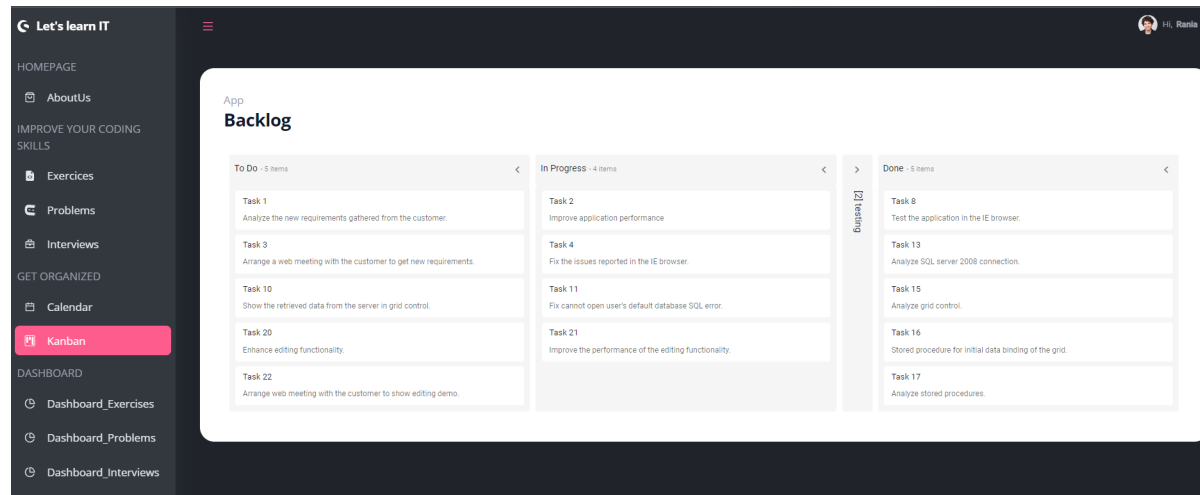 Let's learn IT
Hi, Rania
HOMEPAGE
AboutUs
IMPROVE YOUR CODING
SKILLS
Exercices
Problems
Interviews
GET ORGANIZED
Calendar
Kanban
DASHBOARD
Dashboard_Exercises
Dashboard_Problems
Dashboard_Interviews
App
Backlog
To Do - 5 items
Task 1
Analyze the new requirements gathered from the customer.
Task 3
Arrange a web meeting with the customer to get new requirements.
Task 10
Show the retrieved data from the server in grid control.
Task 20
Enhance editing functionality.
Task 22
Arrange web meeting with the customer to show editing demo.
In Progress - 4 items
Task 2
Improve application performance
Task 4
Fix the issues reported in the IE browser.
Task 11
Fix cannot open user's default database SQL error.
Task 21
Improve the performance of the editing functionality.
[2] testing
Done - 5 items
Task 8
Test the application in the IE browser.
Task 13
Analyze SQL server 2008 connection.
Task 15
Analyze grid control.
Task 16
Stored procedure for initial data binding of the grid.
Task 17
Analyze stored procedures.